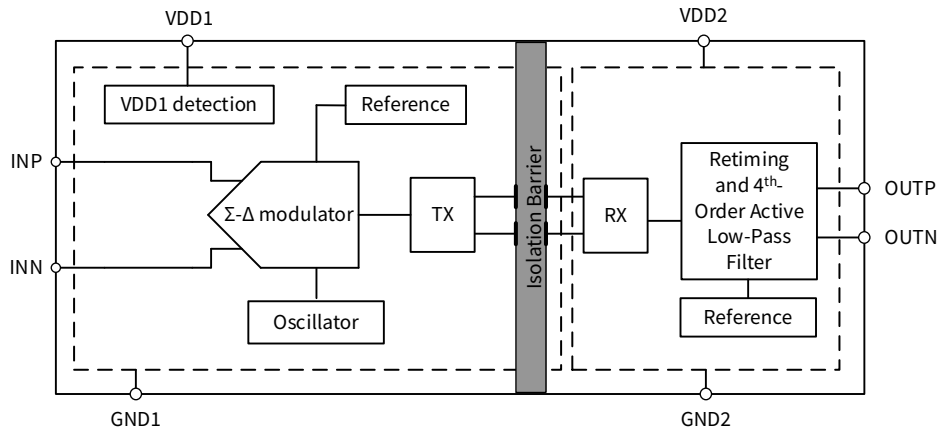 VDD1
VDD2
VDD1 detection
Reference
INP
INN
Σ-Δ modulator
TX
Isolation Barrier
RX
Retiming
and 4th-
Order Active
Low-Pass
Filter
OUTP
OUTN
Oscillator
Reference
GND1
GND2